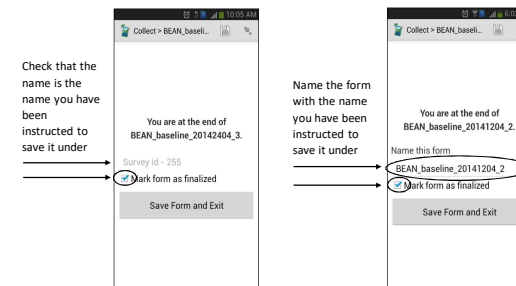 10:05 AM
Collect > BEAN_baseli...
Check that the
name is the
name you have
been
instructed to
save it under
You are at the end of
BEAN_baseline_20142404_3.
Survey id - 255
Mark form as finalized
Save Form and Exit
Collect > BEAN_baseli...
Name the form
with the name
you have been
instructed to
save it under
You are at the end of
BEAN_baseline_20141204_2.
Name this form
BEAN_baseline_20141204_2
Mark form as finalized
Save Form and Exit